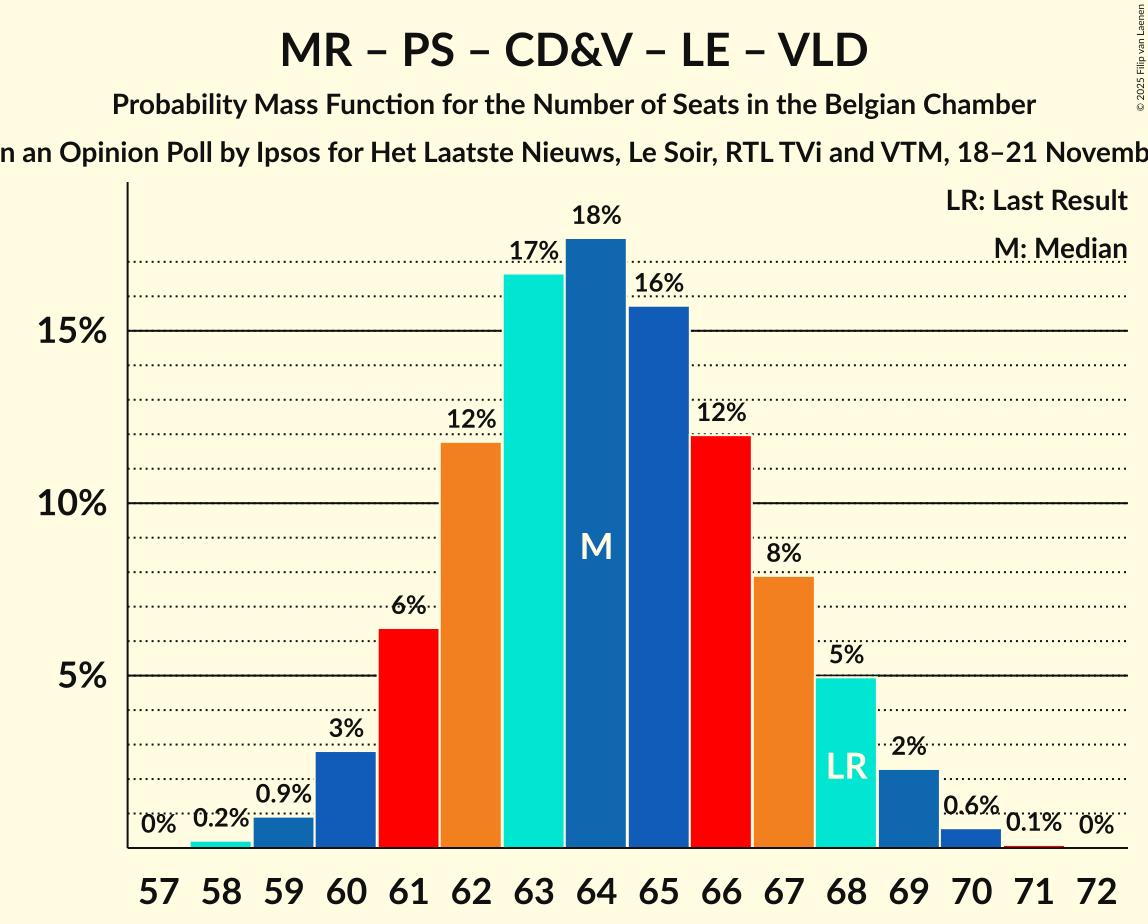 MR – PS – CD&V – LE – VLD
Probability Mass Function for the Number of Seats in the Belgian Chamber
an Opinion Poll by Ipsos for Het Laatste Nieuws, Le Soir, RTL TVi and VTM, 18–21
© 2025 Filip van Laenen
LR: Last Result
M: Median
18%
17%
16%
15%
12%
12%
10%
M
8%
6%
5%
5%
3%
2%
LR
0.9%
0.6%
0.2%
0.1%
0%
0%
57 58 59 60 61 62 63 64 65 66 67 68 69 70 71 72